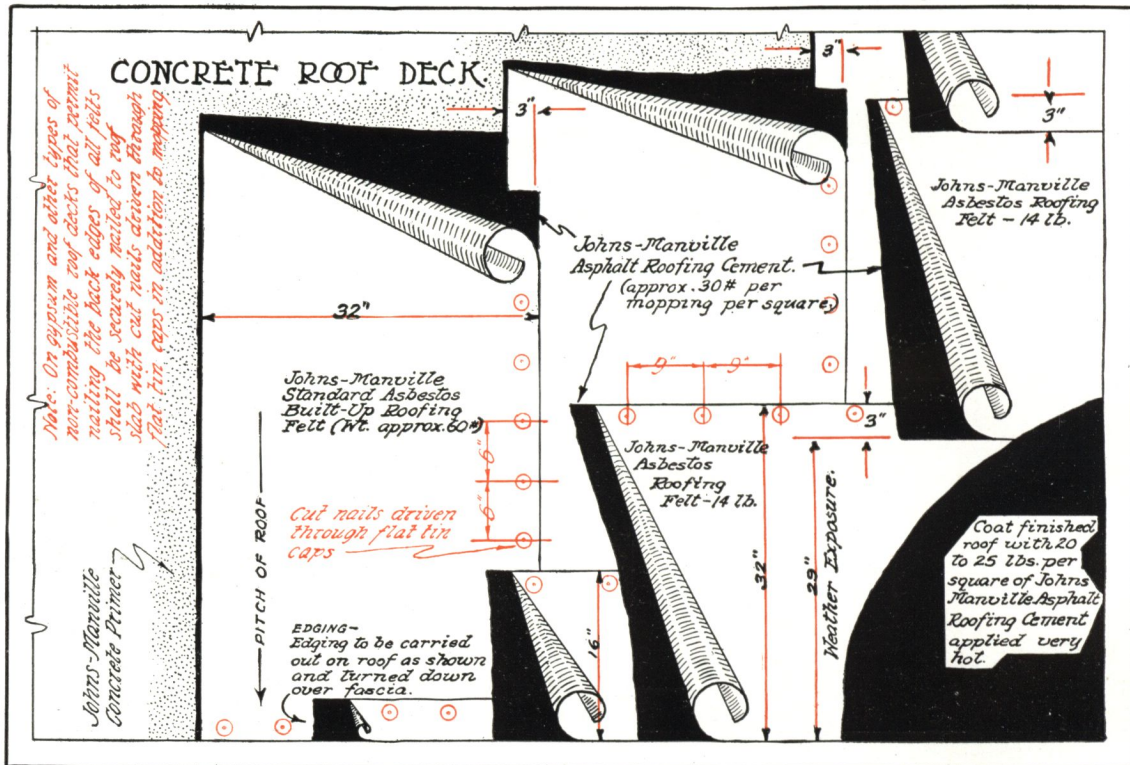 CONCRETE ROOF DECK.
Note: On gypsum and other types of
non-combustible roof decks that permit
nailing the back edges of all felts
shall be securely nailed to roof
slab with cut nails driven through
flat tin caps in addition to mopping
3"
3"
3"
Johns-Manville
Asbestos Roofing
Felt - 14 lb.
Johns-Manville
Asphalt Roofing Cement.
(approx. 30# per
mopping per square.)
32"
9"
9"
3"
Johns-Manville
Standard Asbestos
Built-Up Roofing
Felt (Wt. approx. 60#)
Johns-Manville
Asbestos
Roofing
Felt-14 lb.
6"
6"
Cut nails driven
through flat tin
caps
PITCH OF ROOF
Johns-Manville
Concrete Primer
EDGING-
Edging to be carried
out on roof as shown
and turned down
over fascia.
16"
32"
29"
Weather Exposure.
Coat finished
roof with 20
to 25 lbs. per
square of Johns
Manville Asphalt
Roofing Cement
applied very
hot.